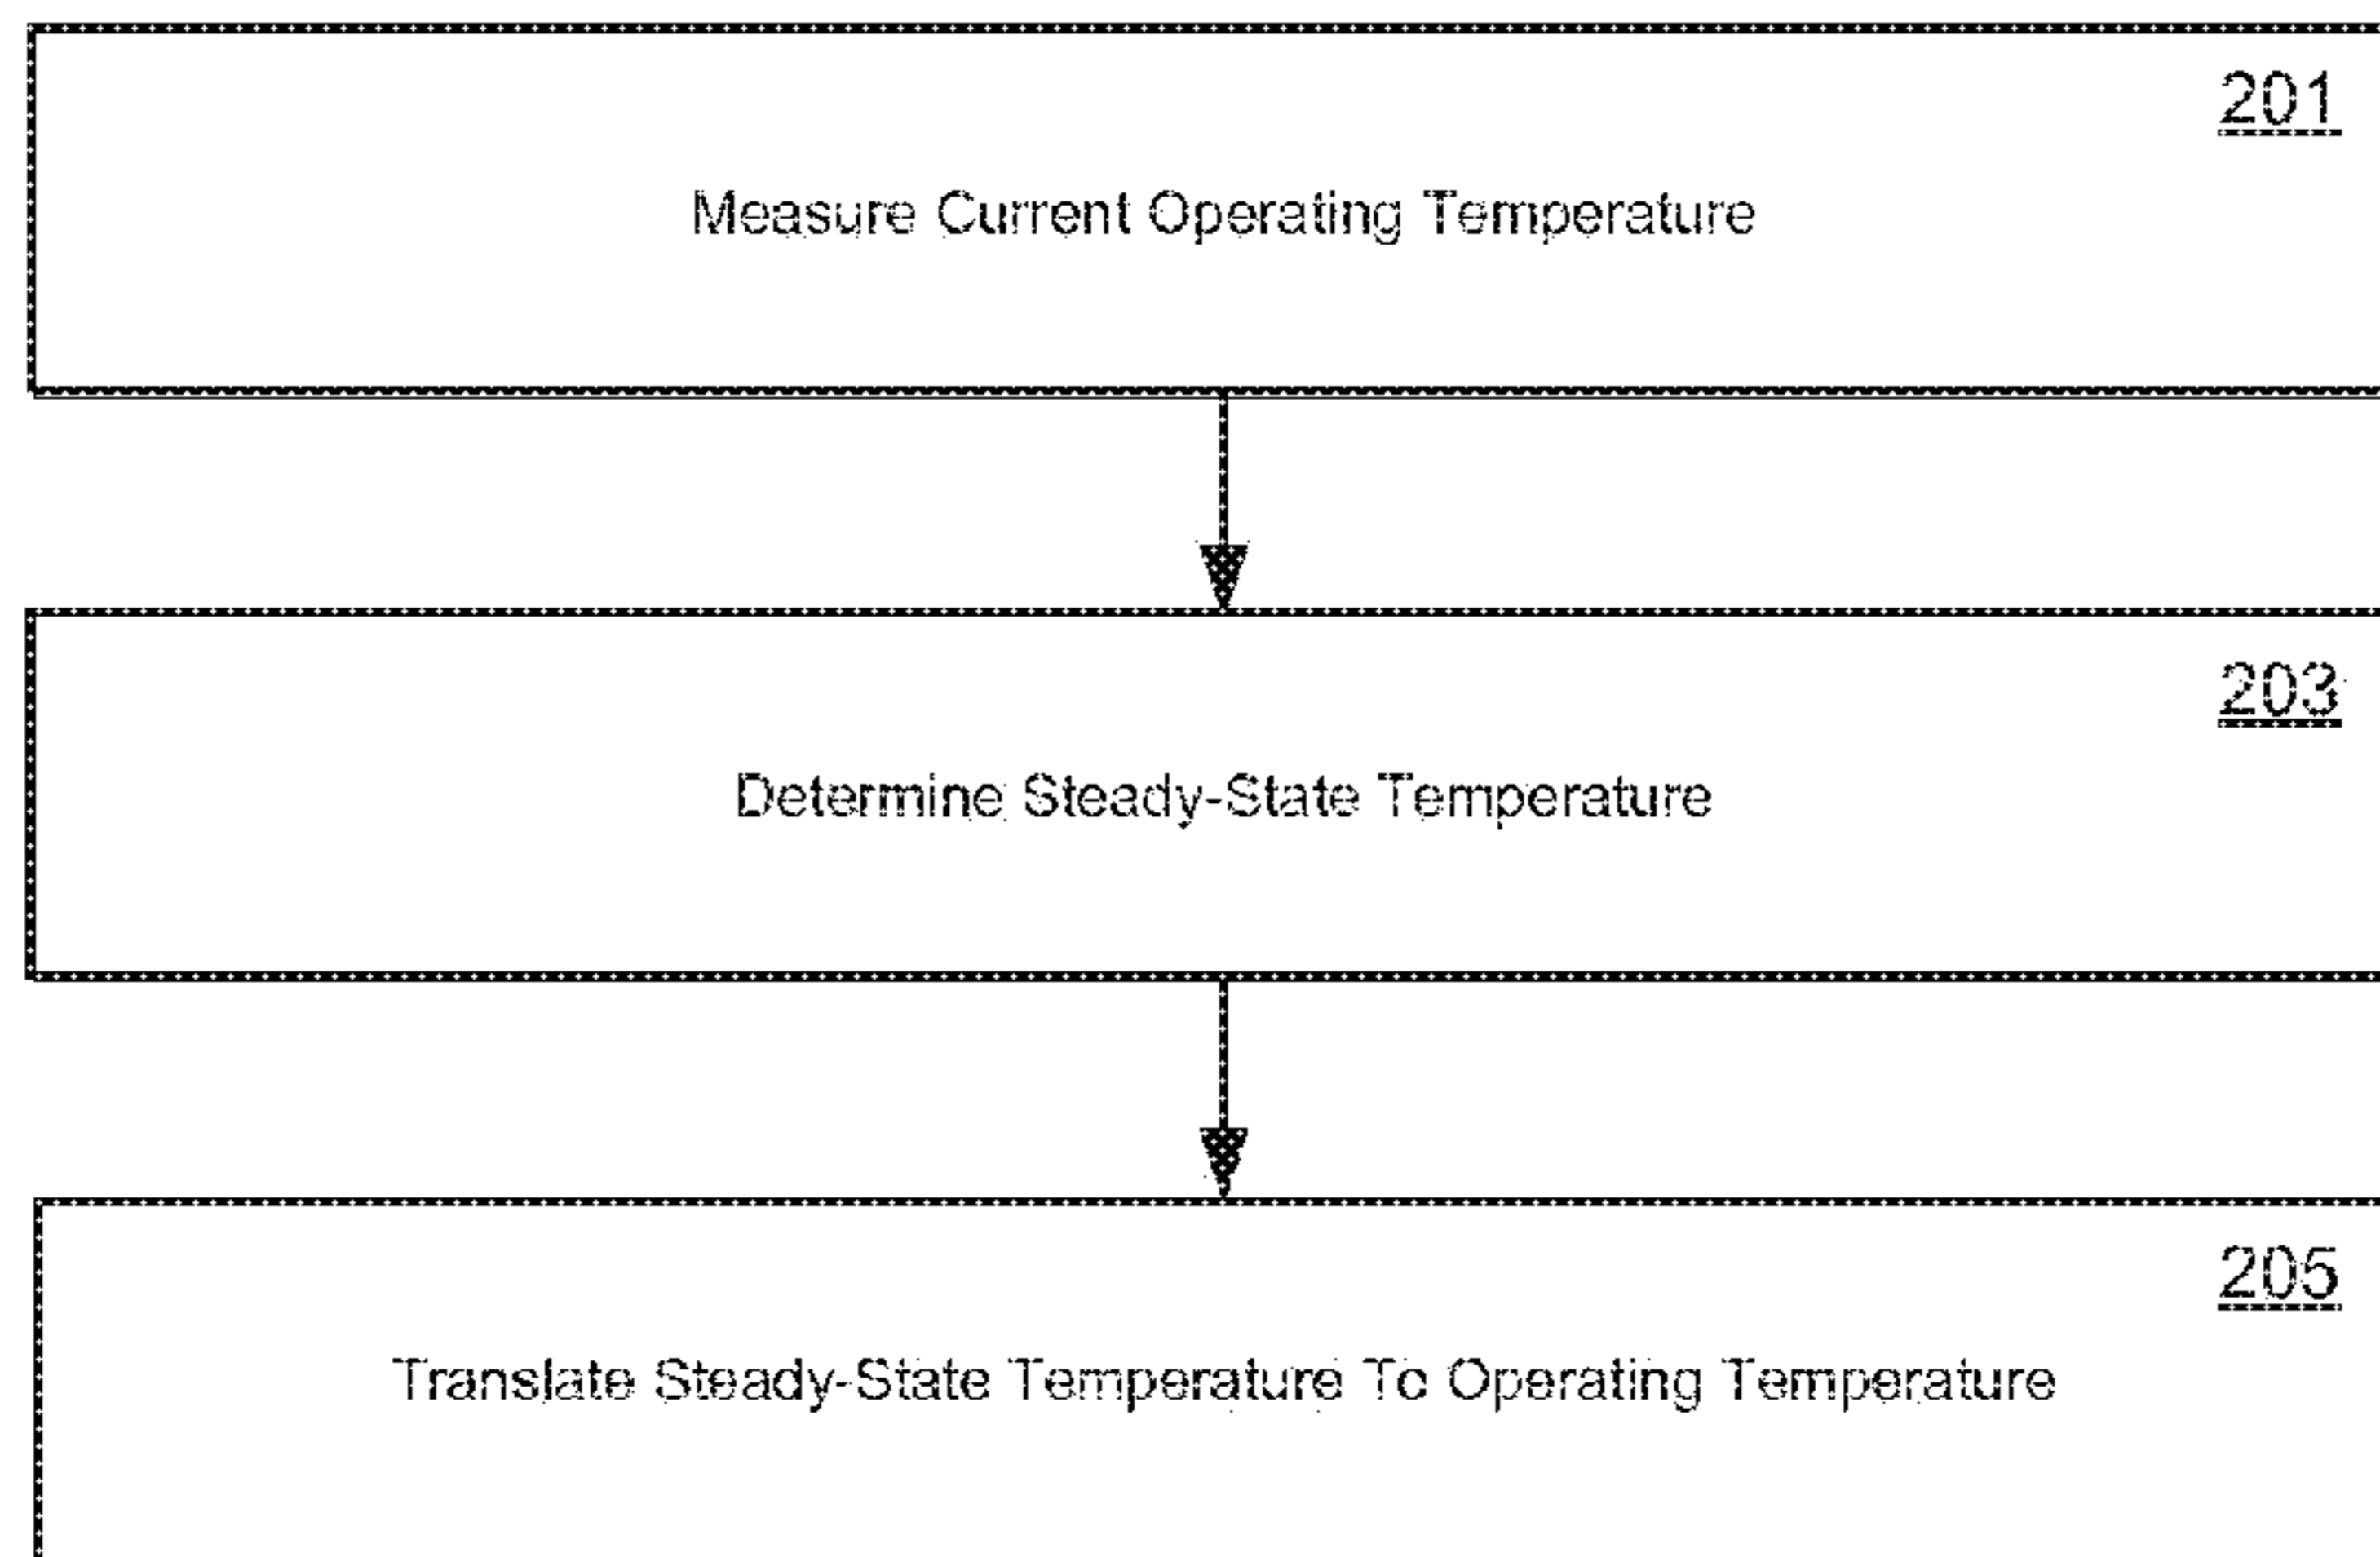 201
Measure Current Operating Temperature
203
Determine Steady-State Temperature
205
Translate Steady-State Temperature To Operating Temperature